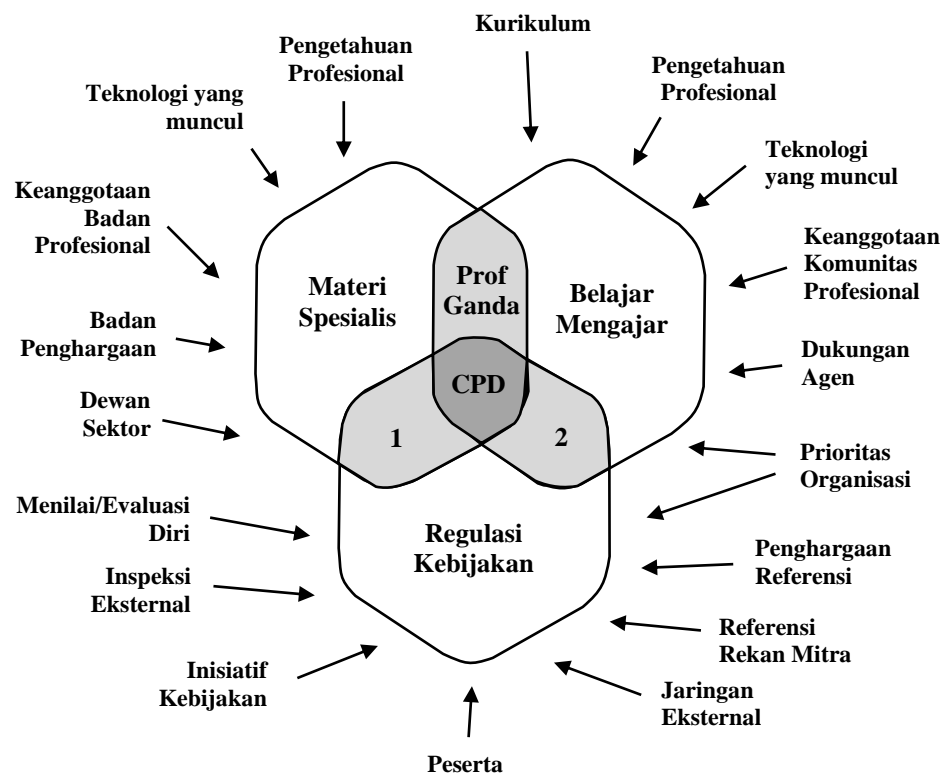 Kurikulum
Pengetahuan
Profesional
Pengetahuan
Profesional
Teknologi yang
muncul
Teknologi
yang muncul
Keanggotaan
Badan
Profesional
Keanggotaan
Komunitas
Profesional
Prof
Ganda
Materi
Spesialis
Belajar
Mengajar
Badan
Penghargaan
Dukungan
Agen
CPD
Dewan
Sektor
1
2
Prioritas
Organisasi
Menilai/Evaluasi
Diri
Regulasi
Kebijakan
Penghargaan
Referensi
Inspeksi
Eksternal
Referensi
Rekan Mitra
Inisiatif
Kebijakan
Jaringan
Eksternal
Peserta